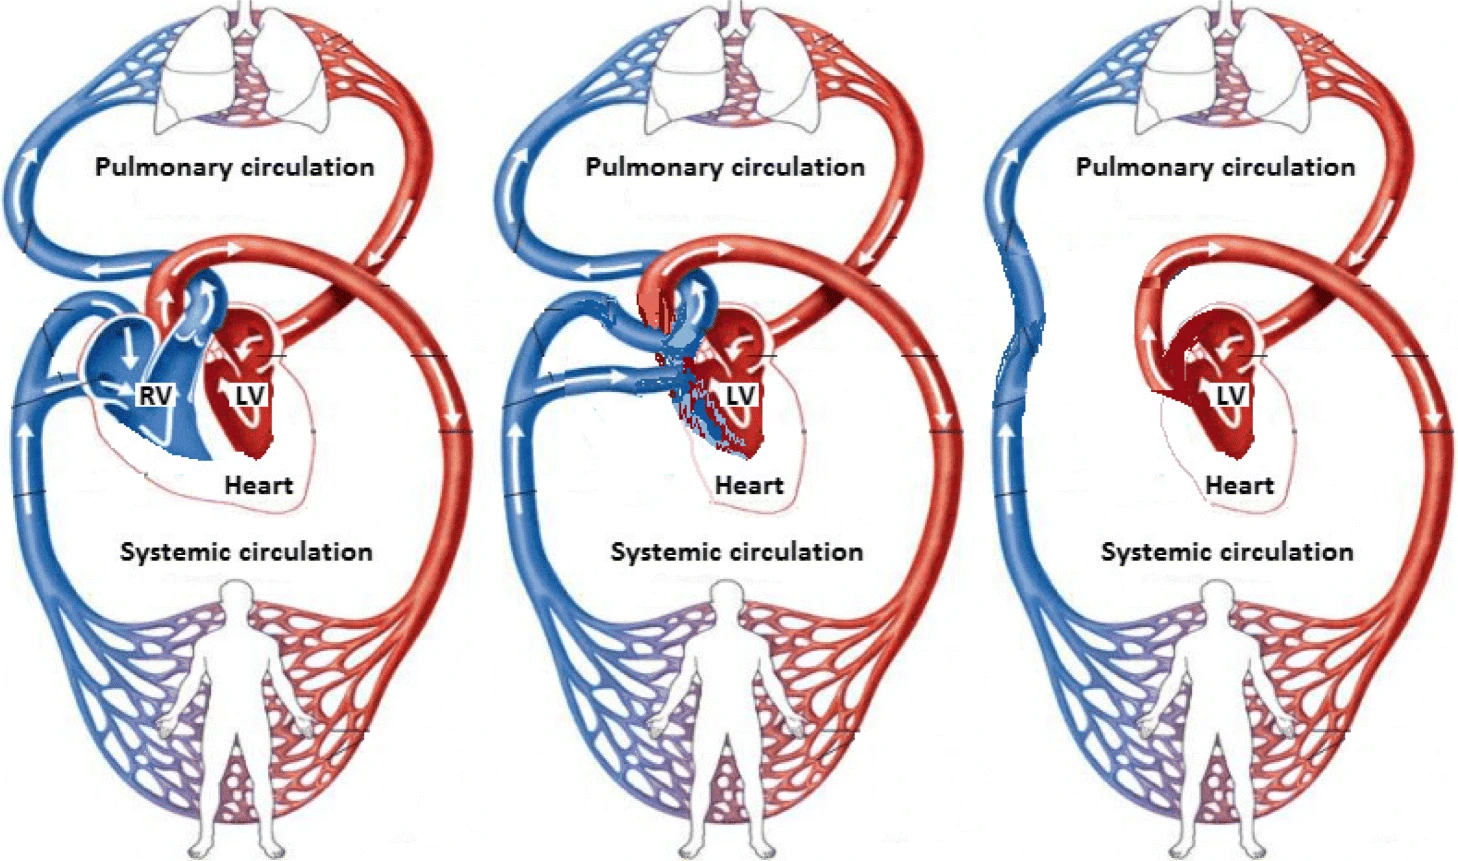 Pulmonary circulation
RV
LV
Heart
Systemic circulation
Pulmonary circulation
LV
Heart
Systemic circulation
Pulmonary circulation
LV
Heart
Systemic circulation